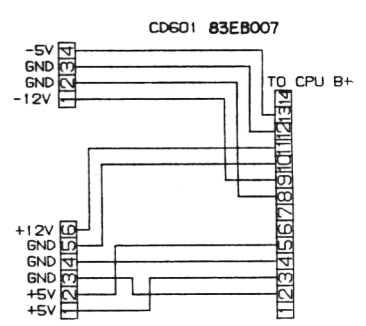 CD601 83EB007
-5V 4
GND 3
GND 2
-12V 1
TO CPU B+
14
13
12
11
10
9
8
7
6
5
4
3
2
1
+12V 6
GND 5
GND 4
GND 3
+5V 2
+5V 1